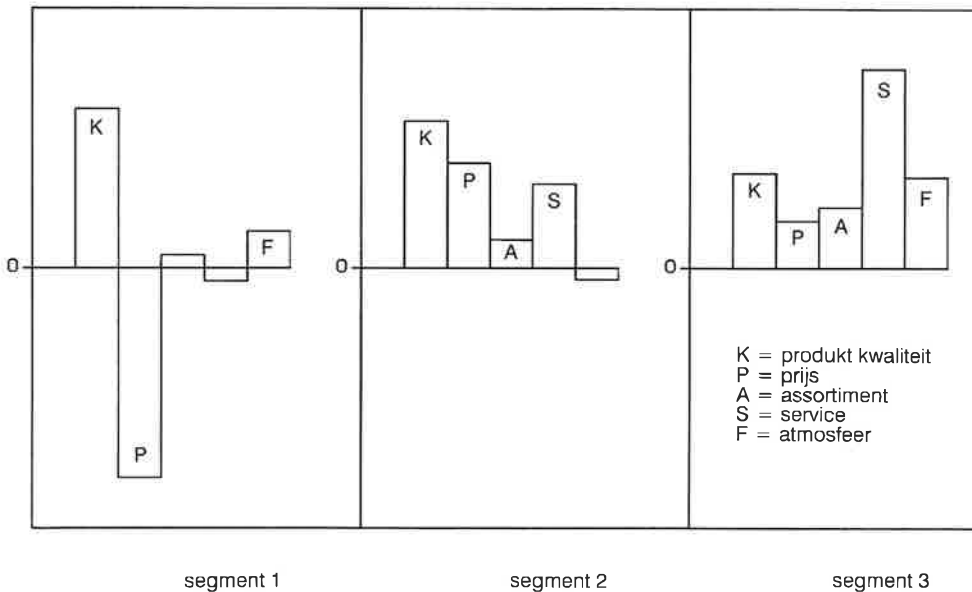 K
P
F
0
K
P
A
S
0
K
P
A
S
F
0
K = produkt kwaliteit
P = prijs
A = assortiment
S = service
F = atmosfeer
segment 1
segment 2
segment 3